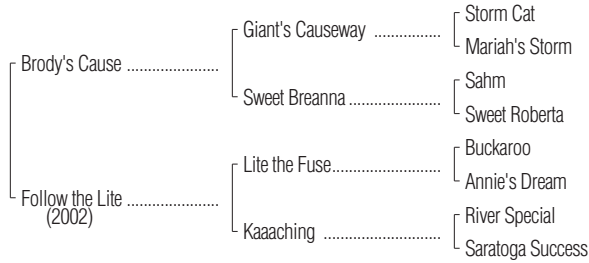 Storm Cat
Giant's Causeway ..................
Mariah's Storm
Brody's Cause ......................
Sahm
Sweet Breanna ......................
Sweet Roberta
Buckaroo
Lite the Fuse..........................
Annie's Dream
Follow the Lite ......................
(2002)
River Special
Kaaaching ............................
Saratoga Success